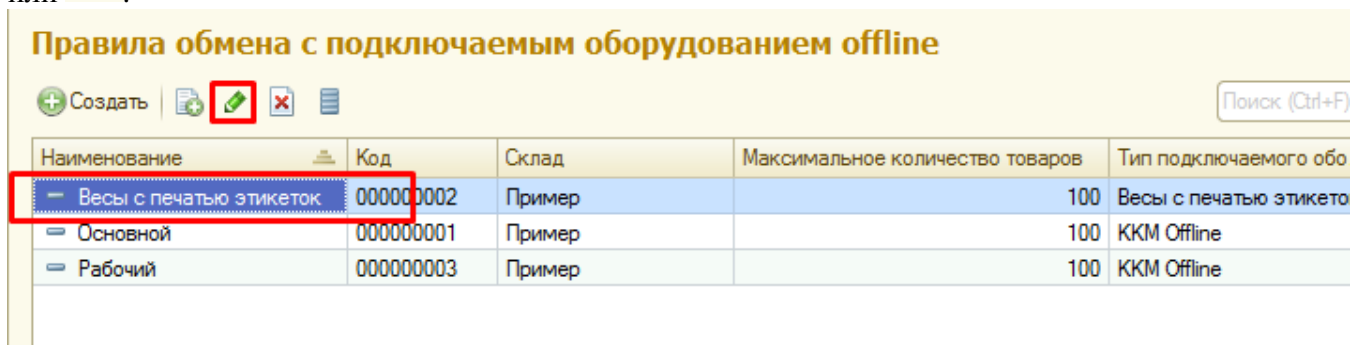 Правила обмена с подключаемым оборудованием offline
Создать Поиск (Ctrl+F)
Наименование Код Склад Максимальное количество товаров Тип подключаемого обо
Весы с печатью этикеток 000000002 Пример 100 Весы с печатью этикето
Основной 000000001 Пример 100 ККМ Offline
Рабочий 000000003 Пример 100 ККМ Offline